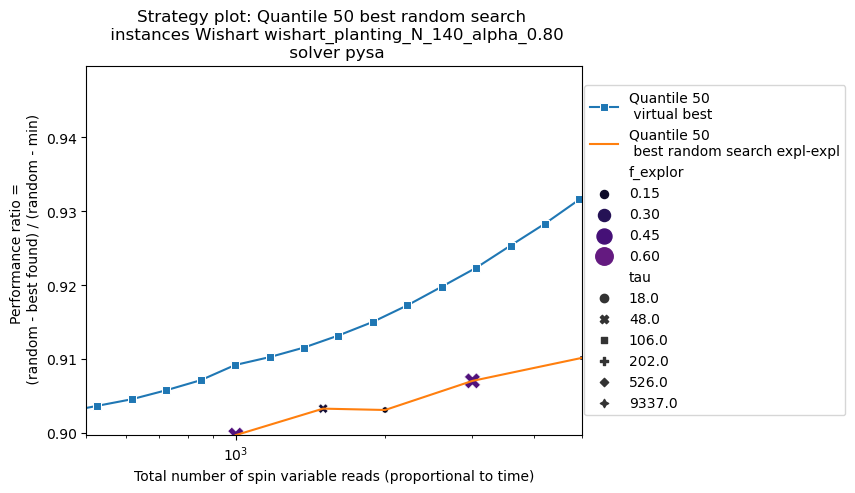 Strategy plot: Quantile 50 best random search
instances Wishart wishart_planting_N_140_alpha_0.80
solver pysa
Performance ratio =
(random - best found) / (random - min)
0.94
0.93
0.92
0.91
0.90
10^3
Total number of spin variable reads (proportional to time)
Quantile 50
virtual best
Quantile 50
best random search expl-expl
f_explor
0.15
0.30
0.45
0.60
tau
18.0
48.0
106.0
202.0
526.0
9337.0